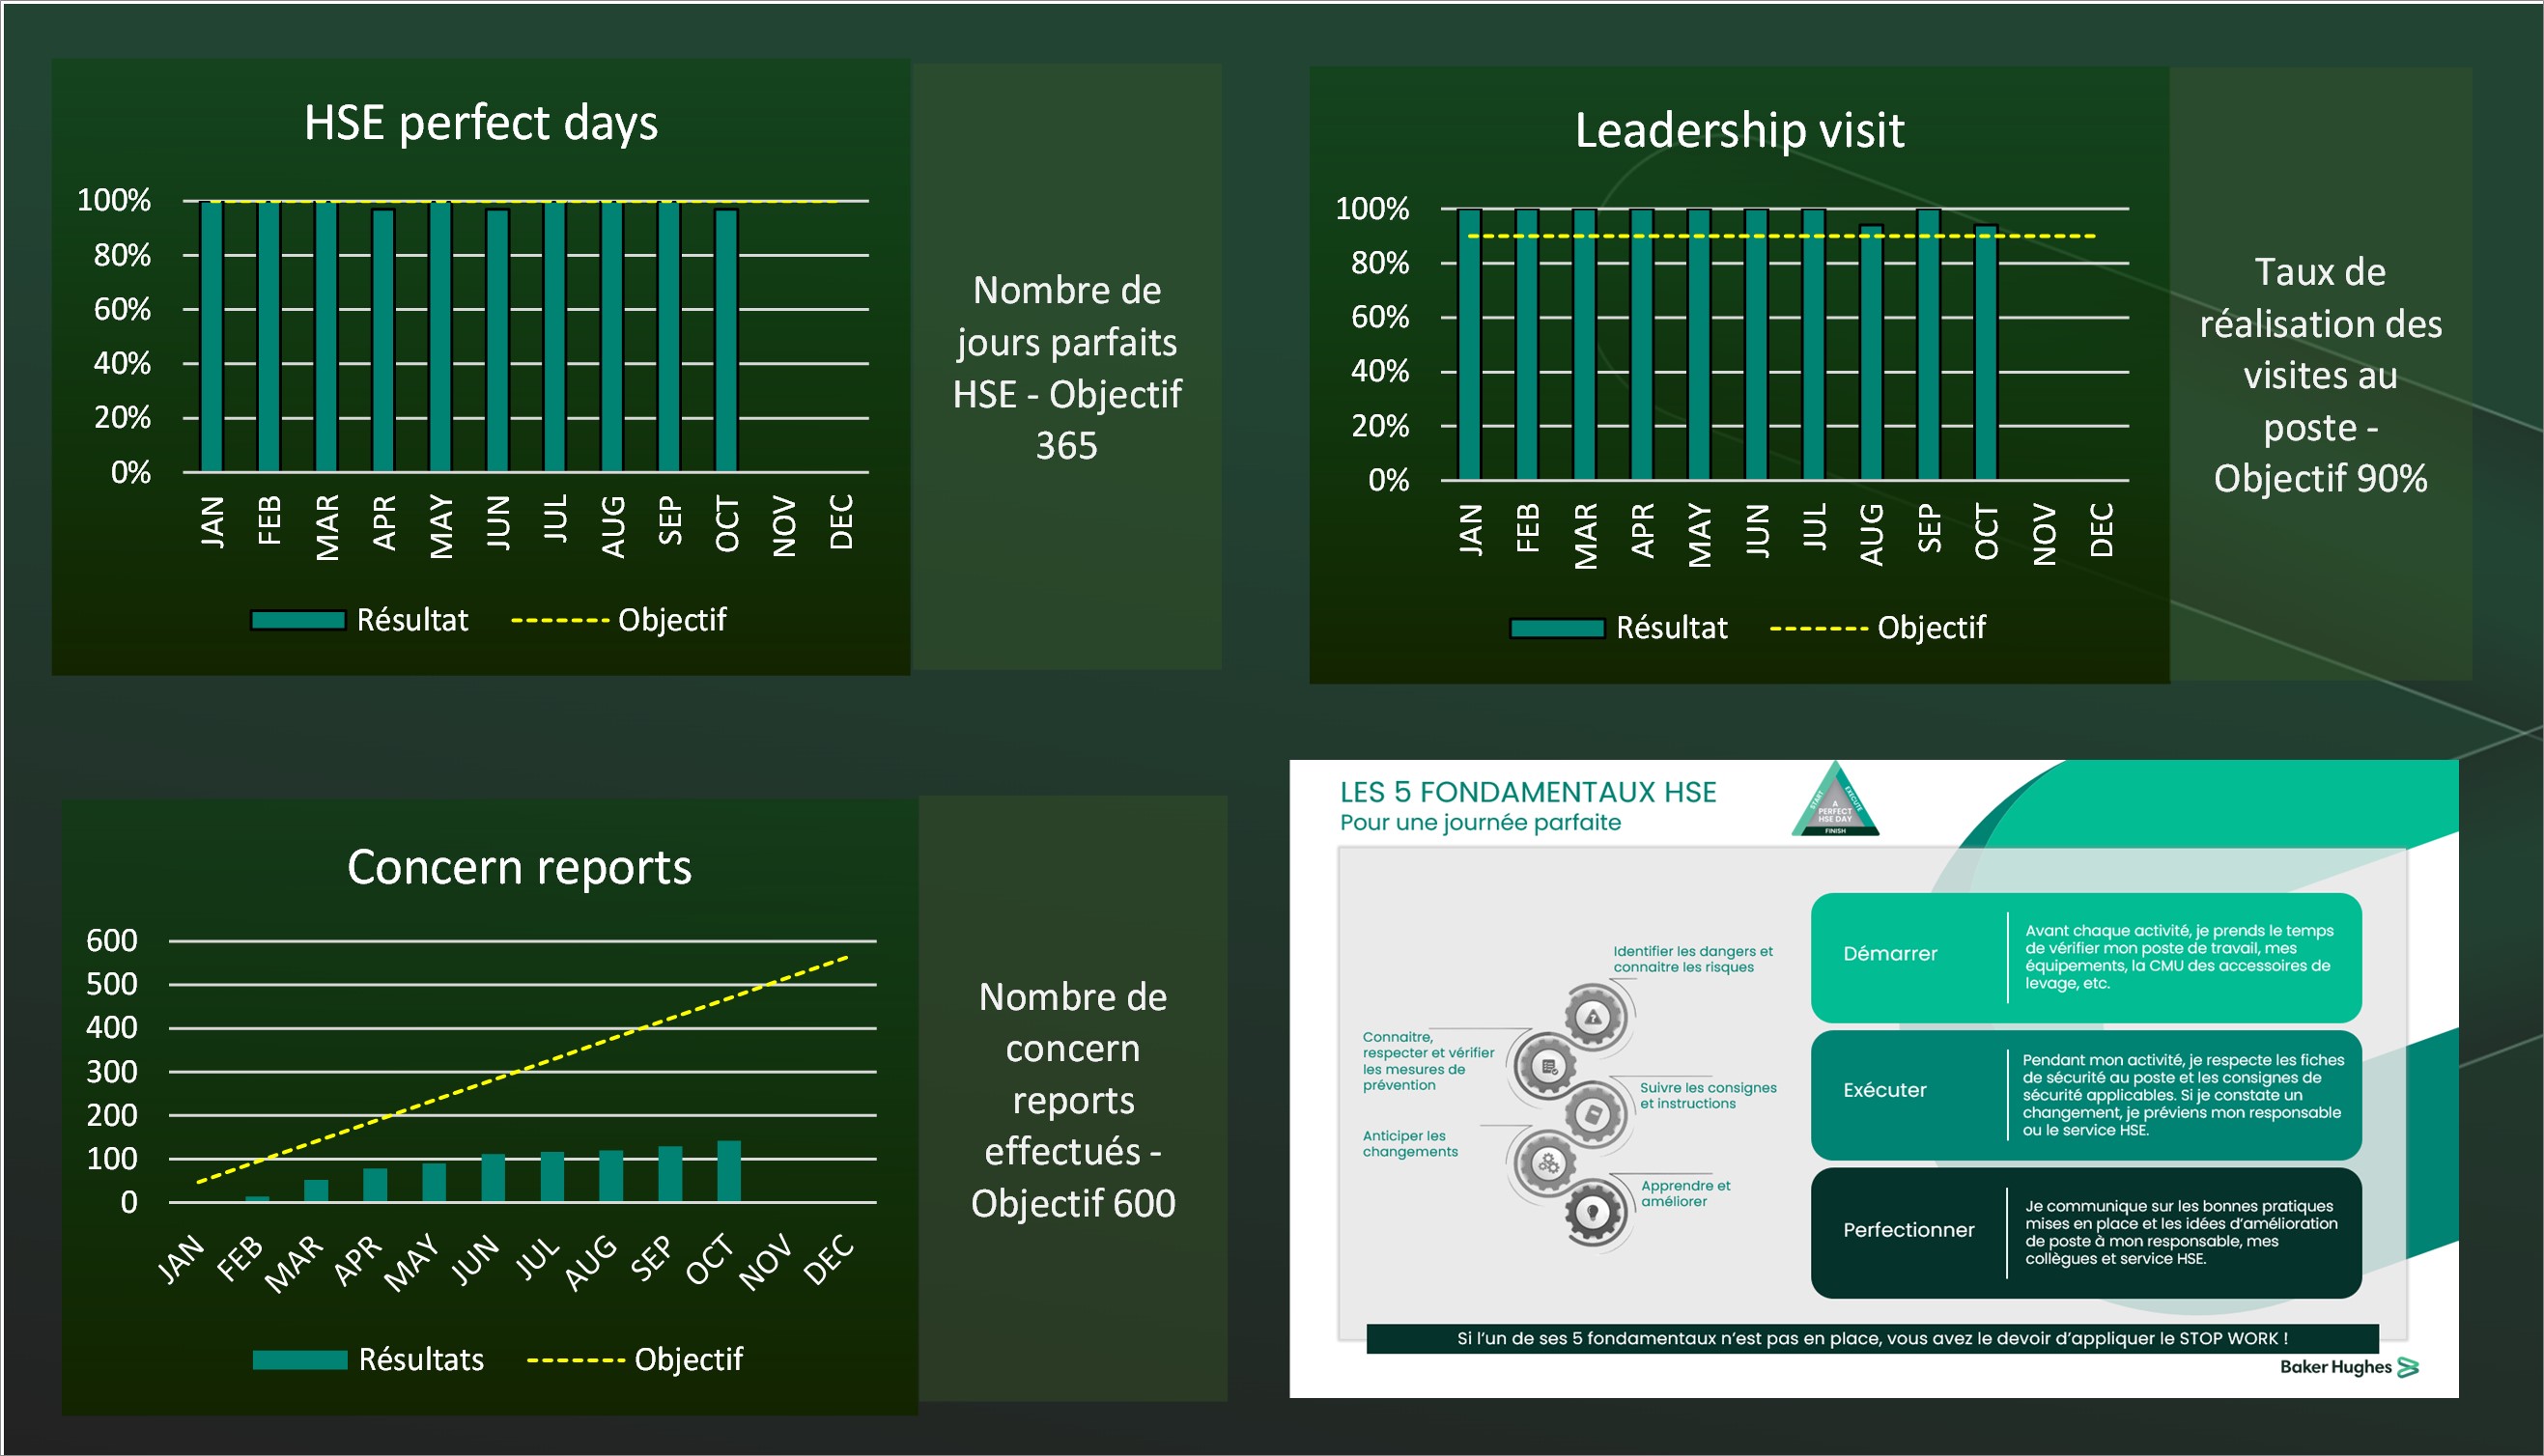 HSE perfect days
100%
80%
60%
40%
20%
0%
JAN FEB MAR APR MAY JUN JUL AUG SEP OCT NOV DEC
Résultat Objectif
Nombre de
jours parfaits
HSE - Objectif
365
Leadership visit
100%
80%
60%
40%
20%
0%
JAN FEB MAR APR MAY JUN JUL AUG SEP OCT NOV DEC
Résultat Objectif
Taux de
réalisation des
visites au
poste -
Objectif 90%
Concern reports
600
500
400
300
200
100
0
JAN FEB MAR APR MAY JUN JUL AUG SEP OCT NOV DEC
Résultats Objectif
Nombre de
concern
reports
effectués -
Objectif 600
LES 5 FONDAMENTAUX HSE
Pour une journée parfaite
START
EXECUTE
A
PERFECT
HSE DAY
FINISH
Identifier les dangers et
connaitre les risques
Connaitre,
respecter et vérifier
les mesures de
prévention
Suivre les consignes
et instructions
Anticiper les
changements
Apprendre et
améliorer
Démarrer
Avant chaque activité, je prends le temps
de vérifier mon poste de travail, mes
équipements, la CMU des accessoires de
levage, etc.
Exécuter
Pendant mon activité, je respecte les fiches
de sécurité au poste et les consignes de
sécurité applicables. Si je constate un
changement, je préviens mon responsable
ou le service HSE.
Perfectionner
Je communique sur les bonnes pratiques
mises en place et les idées d'amélioration
de poste à mon responsable, mes
collègues et service HSE.
Si l'un de ses 5 fondamentaux n'est pas en place, vous avez le devoir d'appliquer le STOP WORK !
Baker Hughes